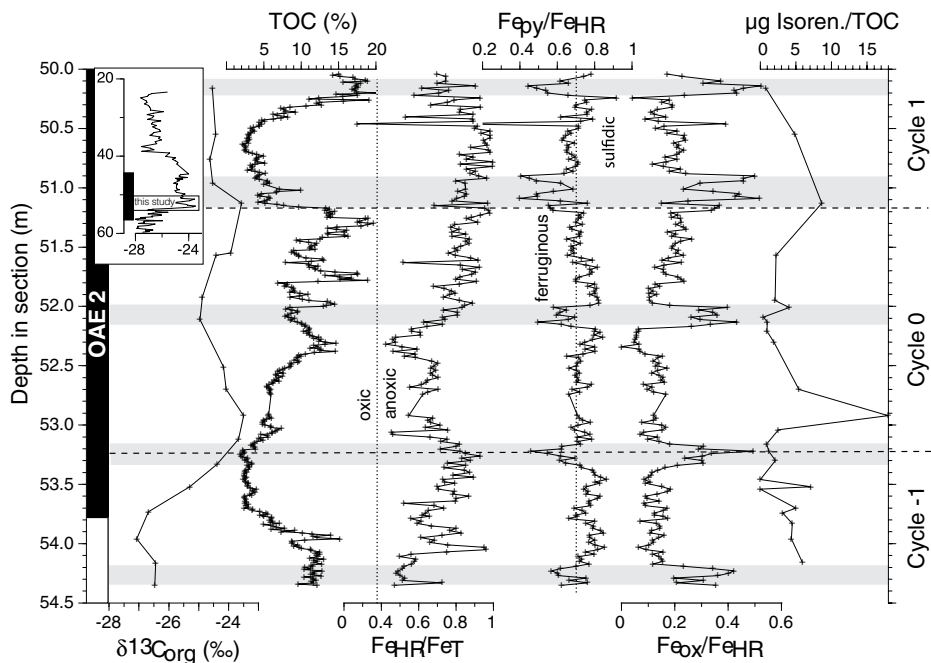 TOC (%)
Fepy/FeHR
µg Isoren./TOC
5 10 15 20
0.2 0.4 0.6 0.8 1
0 5 10 15
50.0
50.5
51.0
51.5
52.0
52.5
53.0
53.5
54.0
54.5
Depth in section (m)
OAE 2
20
40
60
this study
-28 -26 -24
oxic
anoxic
ferruginous
sulfidic
Cycle 1
Cycle 0
Cycle -1
-28 -26 -24
0 0.2 0.4 0.6 0.8 1
0 0.2 0.4 0.6
δ13Corg (‰)
FeHR/FeT
Feox/FeHR